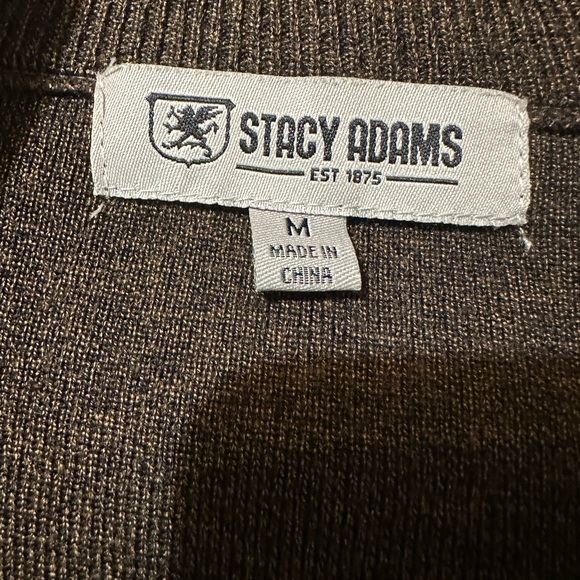 STACY ADAMS
EST 1875
M
MADE IN
CHINA